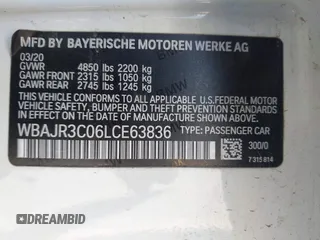 MFD BY BAYERISCHE MOTOREN WERKE AG
03/20
GVWR 4850 lbs 2200 kg
GAWR FRONT 2315 lbs 1050 kg
GAWR REAR 2745 lbs 1245 kg
THIS VEHICLE CONFORMS TO ALL APPLICABLE FEDERAL MOTOR
VEHICLE SAFETY, BUMPER, AND THEFT PREVENTION
STANDARDS IN EFFECT ON THE DATE OF MANUFACTURE
SHOWN ABOVE.
WBAJR3C06LCE63836 TYPE: PASSENGER CAR
300/0
7 315 814
DREAMBID